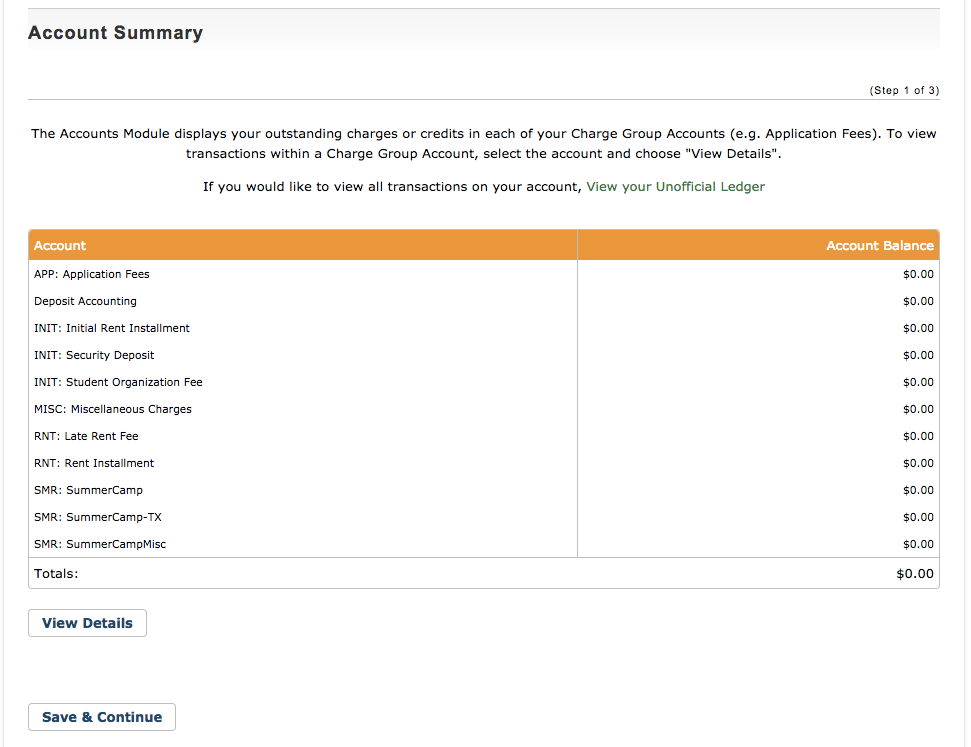 Account Summary
(Step 1 of 3)
The Accounts Module displays your outstanding charges or credits in each of your Charge Group Accounts (e.g. Application Fees). To view
transactions within a Charge Group Account, select the account and choose "View Details".
If you would like to view all transactions on your account, View your Unofficial Ledger
Account Account Balance
APP: Application Fees $0.00
Deposit Accounting $0.00
INIT: Initial Rent Installment $0.00
INIT: Security Deposit $0.00
INIT: Student Organization Fee $0.00
MISC: Miscellaneous Charges $0.00
RNT: Late Rent Fee $0.00
RNT: Rent Installment $0.00
SMR: SummerCamp $0.00
SMR: SummerCamp-TX $0.00
SMR: SummerCampMisc $0.00
Totals: $0.00
View Details
Save & Continue